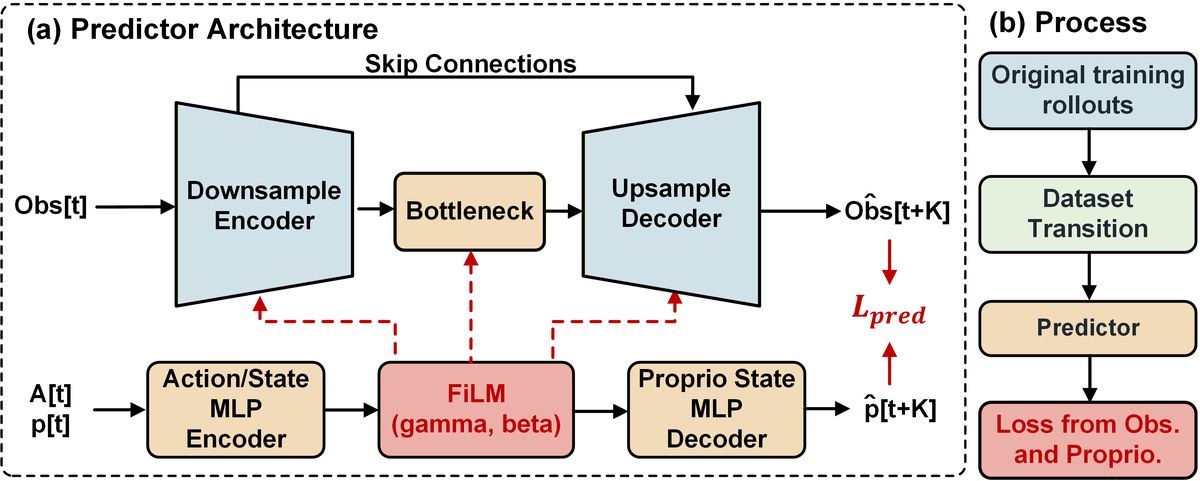 (a) Predictor Architecture
Skip Connections
Obs[t]
Downsample
Encoder
Bottleneck
Upsample
Decoder
Obŝ[t+K]
L_pred
A[t]
p[t]
Action/State
MLP
Encoder
FiLM
(gamma, beta)
Proprio State
MLP
Decoder
p̂[t+K]
(b) Process
Original training
rollouts
Dataset
Transition
Predictor
Loss from Obs.
and Proprio.